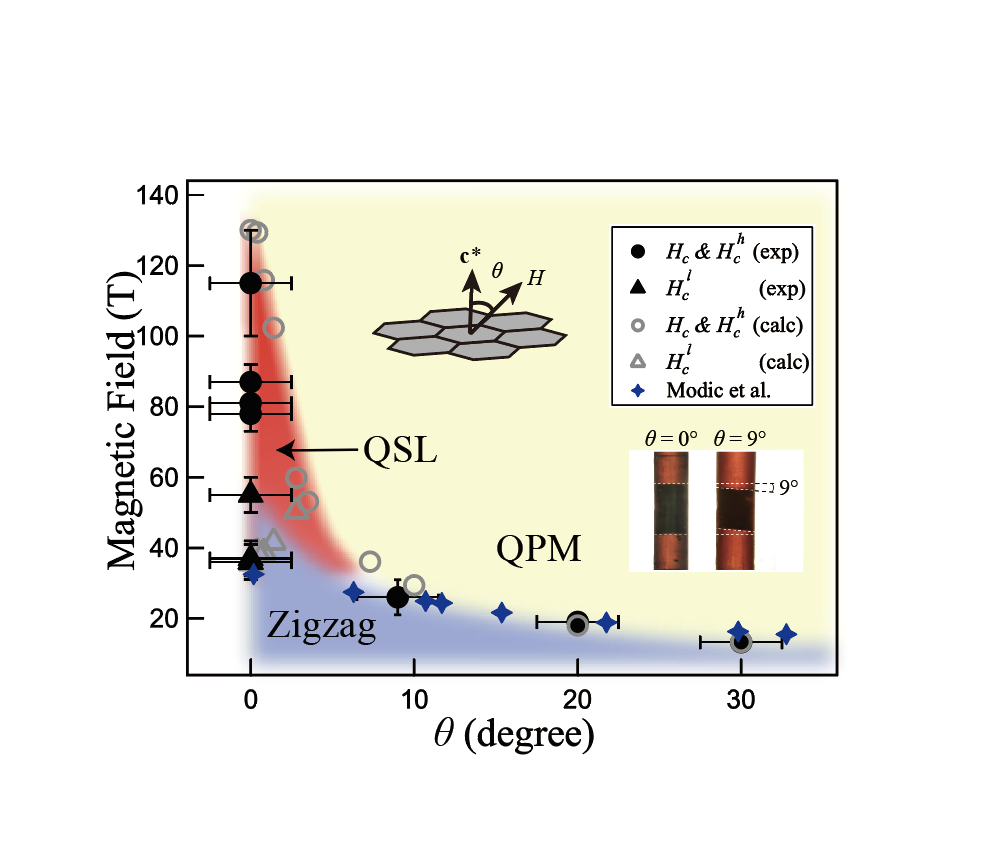 Magnetic Field (T)
140
120
100
80
60
40
20
0
10
20
30
θ (degree)
c*
θ
H
QSL
QPM
Zigzag
H_c & H_c^h (exp)
H_c^l (exp)
H_c & H_c^h (calc)
H_c^l (calc)
Modic et al.
θ = 0° θ = 9°
9°